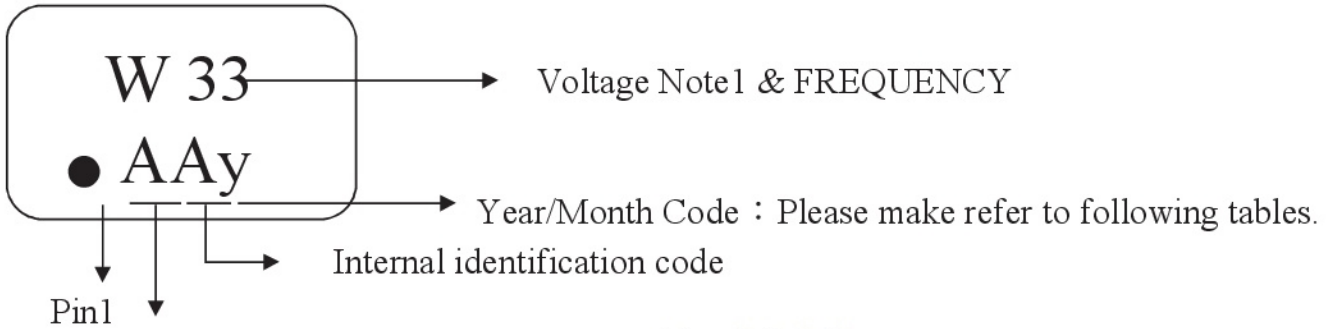 W 33
Voltage Note1 & FREQUENCY
● AAy
Year/Month Code：Please make refer to following tables.
Internal identification code
Pin1